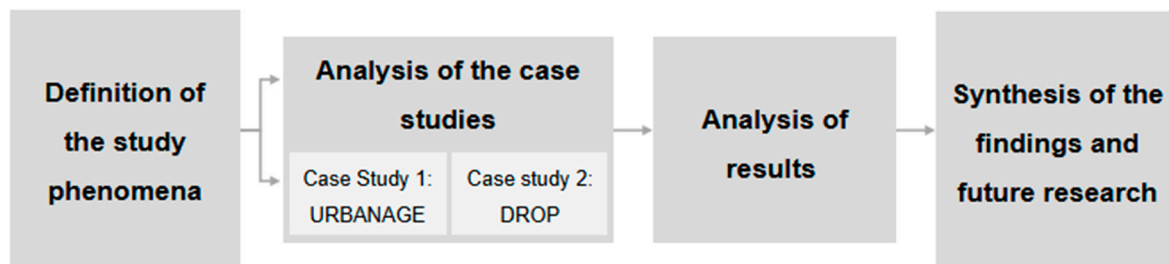 Definition of
the study
phenomena
Analysis of the case
studies
Case Study 1:
URBANAGE
Case study 2:
DROP
Analysis of
results
Synthesis of the
findings and
future research